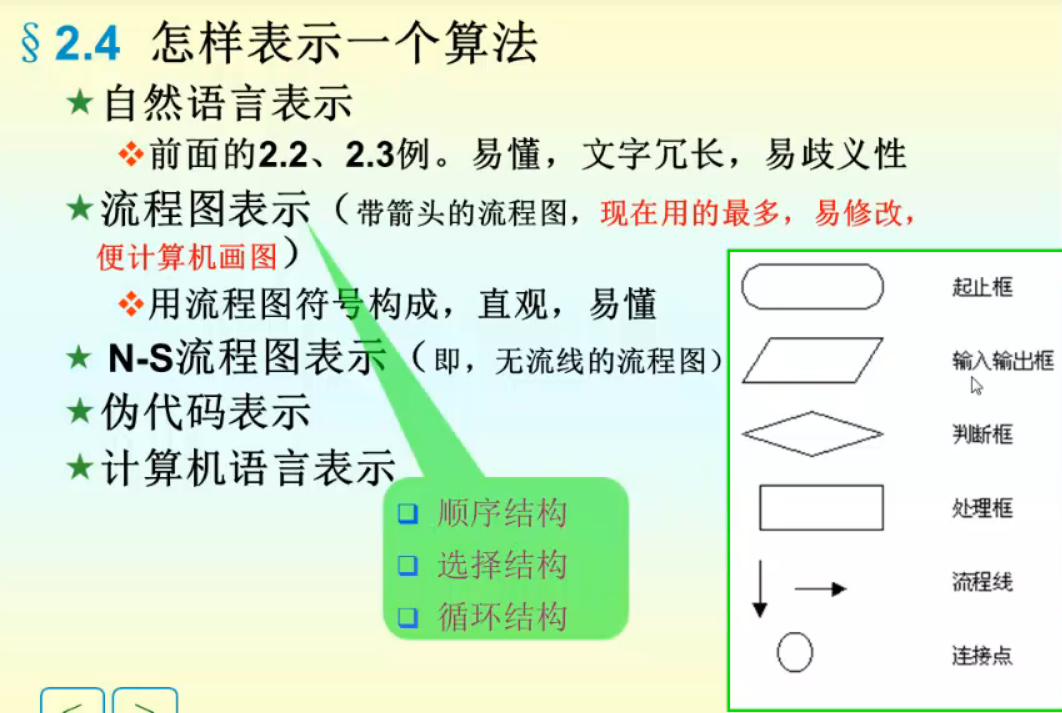 § 2.4 怎样表示一个算法
★自然语言表示
❖前面的2.2、2.3例。易懂，文字冗长，易歧义性
★流程图表示（带箭头的流程图，现在用的最多，易修改，
便计算机画图）
❖用流程图符号构成，直观，易懂
★ N-S流程图表示（即，无流线的流程图）
★伪代码表示
★计算机语言表示
❑ 顺序结构
❑ 选择结构
❑ 循环结构
起止框
输入输出框
判断框
处理框
流程线
连接点
< >